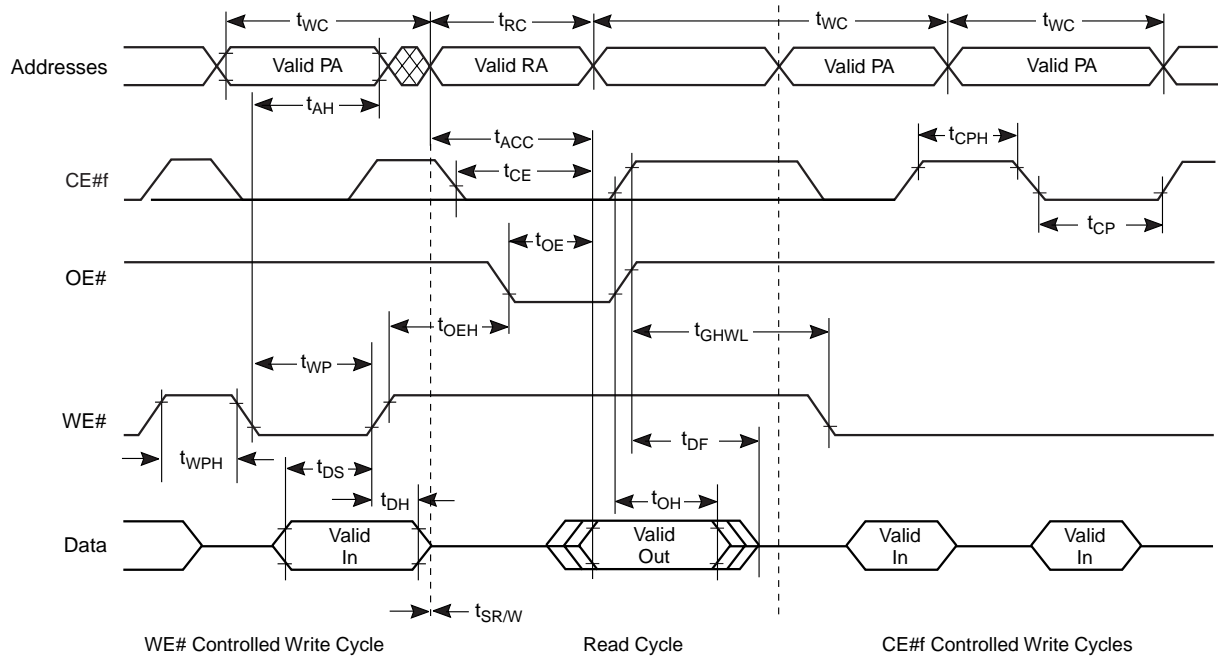 tWC tRC tWC tWC
Addresses Valid PA Valid RA Valid PA Valid PA
tAH
tACC tCPH
CE#f tCE
tCP
tOE
OE#
tOEH tGHWL
tWP
WE#
tWPH tDS tDF
tDH tOH
Data Valid In Valid Out Valid In Valid In
tSR/W
WE# Controlled Write Cycle Read Cycle CE#f Controlled Write Cycles